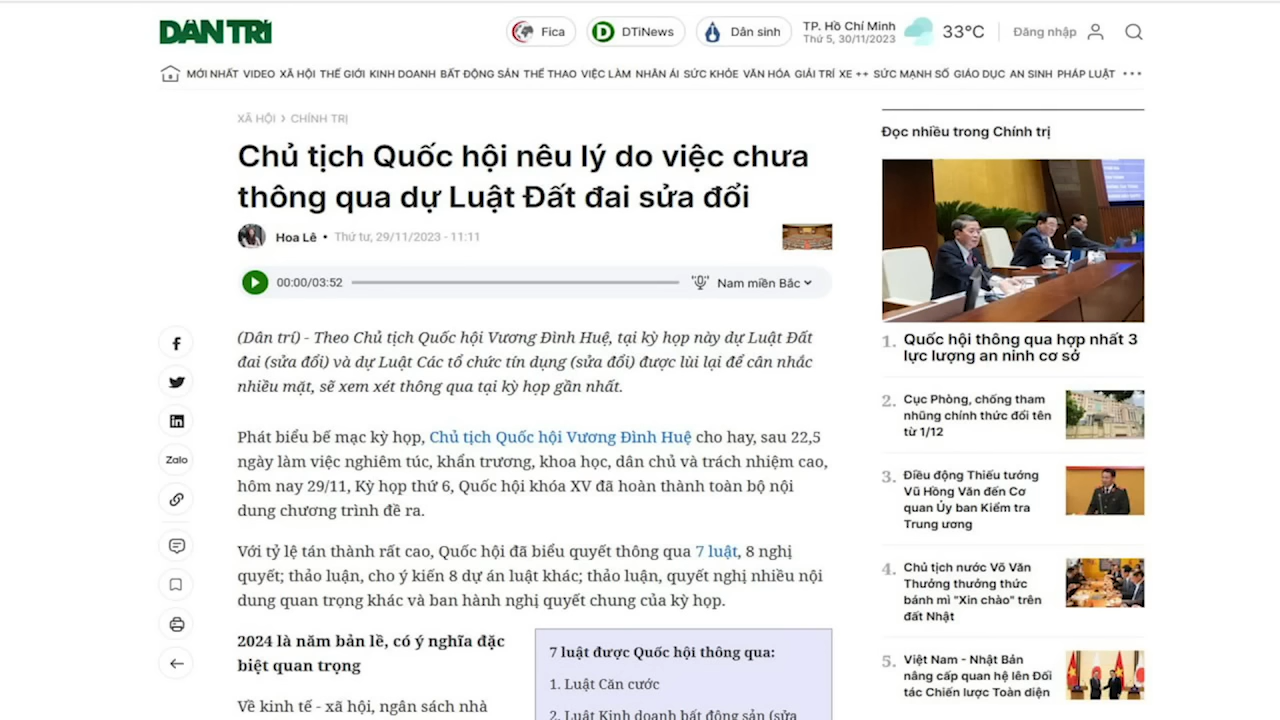 DÂN TRÍ
Fica
DTiNews
Dân sinh
TP. Hồ Chí Minh
Thứ 5, 30/11/2023
33°C
Đăng nhập
MỚI NHẤT VIDEO XÃ HỘI THẾ GIỚI KINH DOANH BẤT ĐỘNG SẢN THỂ THAO VIỆC LÀM NHÂN ÁI SỨC KHỎE VĂN HÓA GIẢI TRÍ XE ++ SỨC MẠNH SỐ GIÁO DỤC AN SINH PHÁP LUẬT
XÃ HỘI › CHÍNH TRỊ
Chủ tịch Quốc hội nêu lý do việc chưa
thông qua dự Luật Đất đai sửa đổi
Hoa Lê • Thứ tư, 29/11/2023 - 11:11
00:00/03:52
Nam miền Bắc
(Dân trí) - Theo Chủ tịch Quốc hội Vương Đình Huệ, tại kỳ họp này dự Luật Đất
đai (sửa đổi) và dự Luật Các tổ chức tín dụng (sửa đổi) được lùi lại để cân nhắc
nhiều mặt, sẽ xem xét thông qua tại kỳ họp gần nhất.
Phát biểu bế mạc kỳ họp, Chủ tịch Quốc hội Vương Đình Huệ cho hay, sau 22,5
ngày làm việc nghiêm túc, khẩn trương, khoa học, dân chủ và trách nhiệm cao,
hôm nay 29/11, Kỳ họp thứ 6, Quốc hội khóa XV đã hoàn thành toàn bộ nội
dung chương trình đề ra.
Với tỷ lệ tán thành rất cao, Quốc hội đã biểu quyết thông qua 7 luật, 8 nghị
quyết; thảo luận, cho ý kiến 8 dự án luật khác; thảo luận, quyết nghị nhiều nội
dung quan trọng khác và ban hành nghị quyết chung của kỳ họp.
2024 là năm bản lề, có ý nghĩa đặc
biệt quan trọng
Về kinh tế - xã hội, ngân sách nhà
7 luật được Quốc hội thông qua:
1. Luật Căn cước
2. Luật Kinh doanh bất động sản (sửa
Zalo
Đọc nhiều trong Chính trị
1. Quốc hội thông qua hợp nhất 3
lực lượng an ninh cơ sở
2. Cục Phòng, chống tham
nhũng chính thức đổi tên
từ 1/12
3. Điều động Thiếu tướng
Vũ Hồng Văn đến Cơ
quan Ủy ban Kiểm tra
Trung ương
4. Chủ tịch nước Võ Văn
Thưởng thưởng thức
bánh mì "Xin chào" trên
đất Nhật
5. Việt Nam - Nhật Bản
nâng cấp quan hệ lên Đối
tác Chiến lược Toàn diện